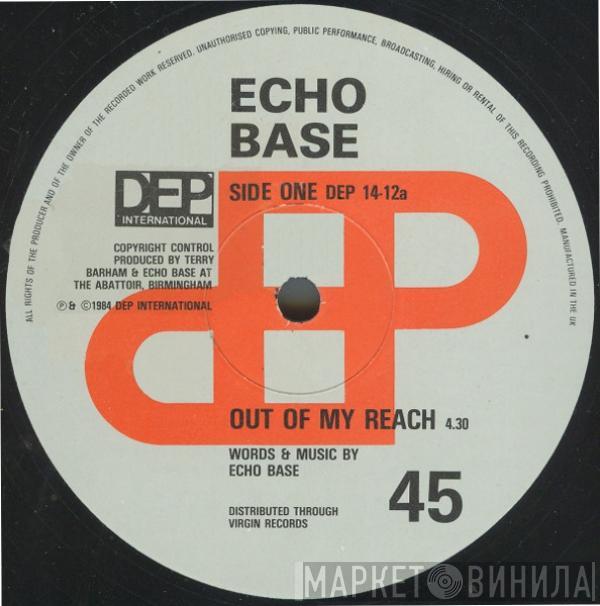 ALL RIGHTS OF THE PRODUCER AND OF THE OWNER OF THE RECORDED WORK RESERVED. UNAUTHORISED COPYING, PUBLIC PERFORMANCE, BROADCASTING, HIRING OR RENTAL OF THIS RECORDING PROHIBITED. MANUFACTURED IN THE UK
ECHO
BASE
DEP
INTERNATIONAL
SIDE ONE DEP 14-12a
COPYRIGHT CONTROL
PRODUCED BY TERRY
BARHAM & ECHO BASE AT
THE ABATTOIR, BIRMINGHAM
℗ & ©1984 DEP INTERNATIONAL
OUT OF MY REACH 4.30
WORDS & MUSIC BY
ECHO BASE
45
DISTRIBUTED THROUGH
VIRGIN RECORDS
МАРКЕТ ВИНИЛА